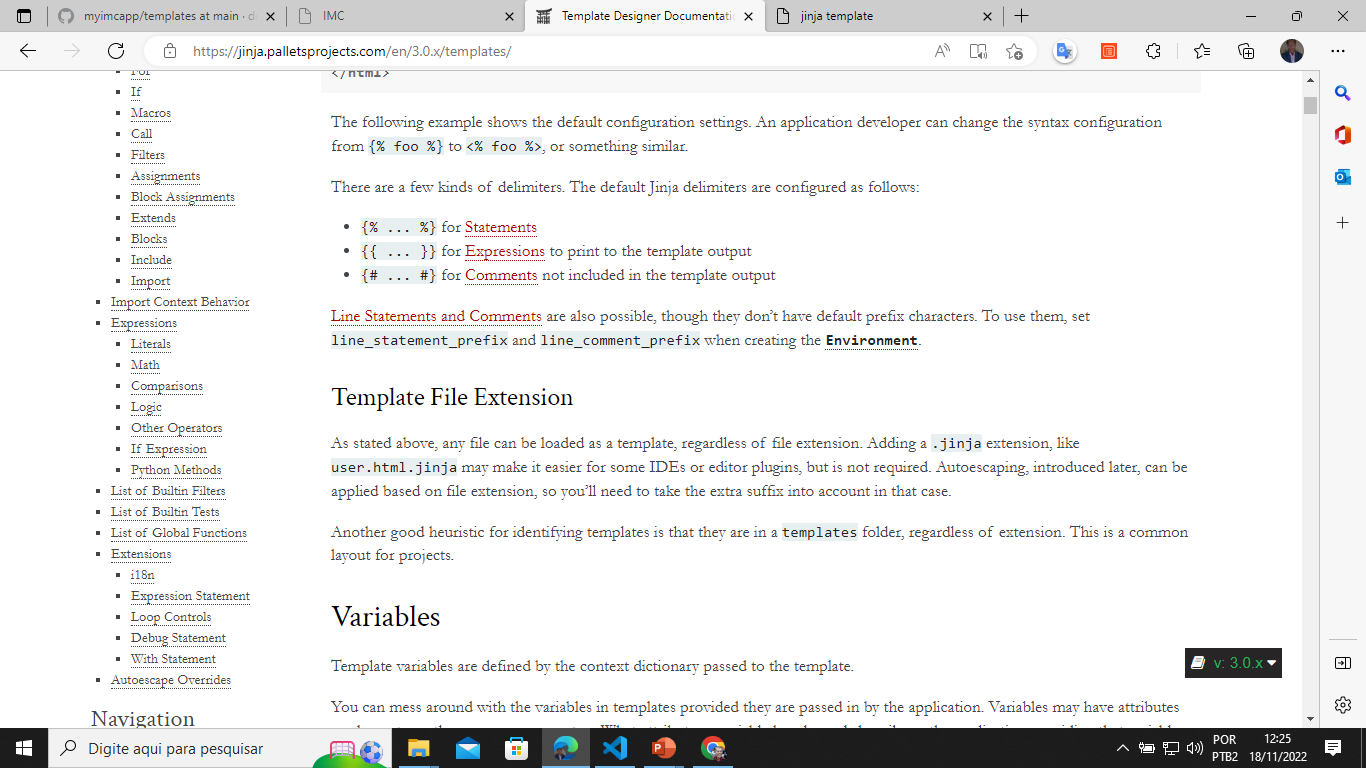 myimcapp/templates at main · d
IMC
Template Designer Documentati
jinja template
https://jinja.palletsprojects.com/en/3.0.x/templates/
For
If
Macros
Call
Filters
Assignments
Block Assignments
Extends
Blocks
Include
Import
Import Context Behavior
Expressions
Literals
Math
Comparisons
Logic
Other Operators
If Expression
Python Methods
List of Builtin Filters
List of Builtin Tests
List of Global Functions
Extensions
i18n
Expression Statement
Loop Controls
Debug Statement
With Statement
Autoescape Overrides
Navigation
</html>
The following example shows the default configuration settings. An application developer can change the syntax configuration
from {% foo %} to <% foo %>, or something similar.
There are a few kinds of delimiters. The default Jinja delimiters are configured as follows:
{% ... %} for Statements
{{ ... }} for Expressions to print to the template output
{# ... #} for Comments not included in the template output
Line Statements and Comments are also possible, though they don’t have default prefix characters. To use them, set
line_statement_prefix and line_comment_prefix when creating the Environment.
Template File Extension
As stated above, any file can be loaded as a template, regardless of file extension. Adding a .jinja extension, like
user.html.jinja may make it easier for some IDEs or editor plugins, but is not required. Autoescaping, introduced later, can be
applied based on file extension, so you’ll need to take the extra suffix into account in that case.
Another good heuristic for identifying templates is that they are in a templates folder, regardless of extension. This is a common
layout for projects.
Variables
Template variables are defined by the context dictionary passed to the template.
You can mess around with the variables in templates provided they are passed in by the application. Variables may have attributes
v: 3.0.x
Digite aqui para pesquisar
POR
PTB2
12:25
18/11/2022